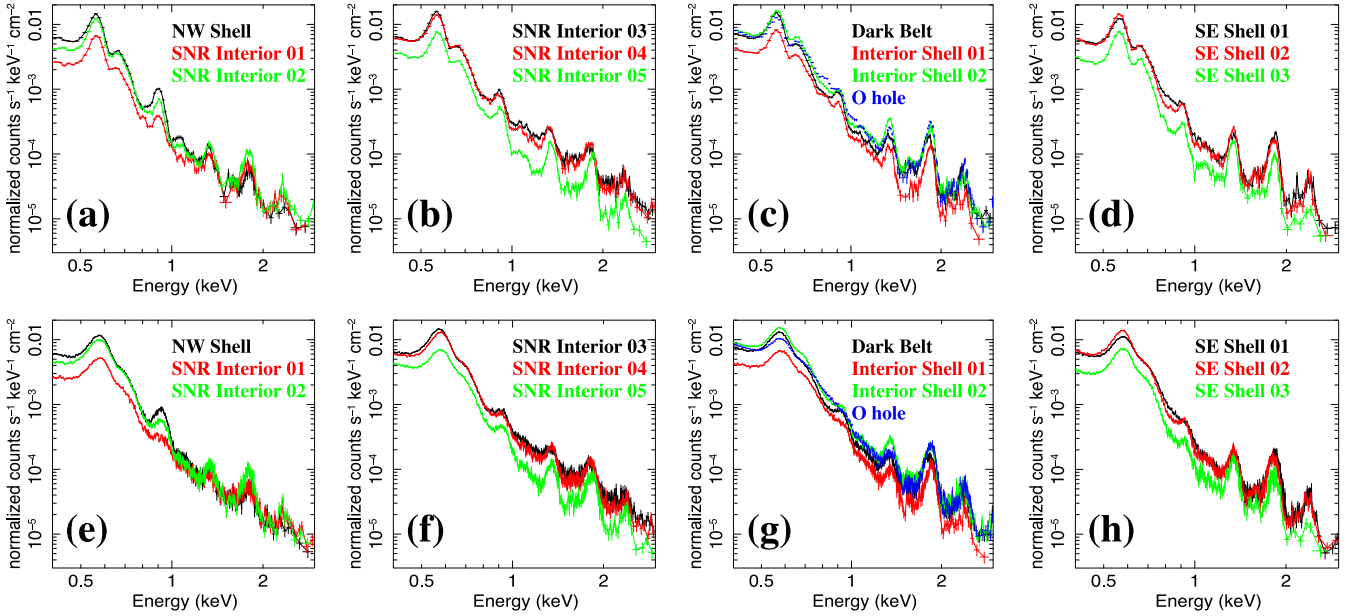 normalized counts s⁻¹ keV⁻¹ cm⁻²
0.01
10⁻³
10⁻⁴
10⁻⁵
NW Shell
SNR Interior 01
SNR Interior 02
(a)
0.5 1 2
Energy (keV)
normalized counts s⁻¹ keV⁻¹ cm⁻²
0.01
10⁻³
10⁻⁴
10⁻⁵
SNR Interior 03
SNR Interior 04
SNR Interior 05
(b)
0.5 1 2
Energy (keV)
normalized counts s⁻¹ keV⁻¹ cm⁻²
0.01
10⁻³
10⁻⁴
10⁻⁵
Dark Belt
Interior Shell 01
Interior Shell 02
O hole
(c)
0.5 1 2
Energy (keV)
normalized counts s⁻¹ keV⁻¹ cm⁻²
0.01
10⁻³
10⁻⁴
10⁻⁵
SE Shell 01
SE Shell 02
SE Shell 03
(d)
0.5 1 2
Energy (keV)
normalized counts s⁻¹ keV⁻¹ cm⁻²
0.01
10⁻³
10⁻⁴
10⁻⁵
NW Shell
SNR Interior 01
SNR Interior 02
(e)
0.5 1 2
Energy (keV)
normalized counts s⁻¹ keV⁻¹ cm⁻²
0.01
10⁻³
10⁻⁴
10⁻⁵
SNR Interior 03
SNR Interior 04
SNR Interior 05
(f)
0.5 1 2
Energy (keV)
normalized counts s⁻¹ keV⁻¹ cm⁻²
0.01
10⁻³
10⁻⁴
10⁻⁵
Dark Belt
Interior Shell 01
Interior Shell 02
O hole
(g)
0.5 1 2
Energy (keV)
normalized counts s⁻¹ keV⁻¹ cm⁻²
0.01
10⁻³
10⁻⁴
10⁻⁵
SE Shell 01
SE Shell 02
SE Shell 03
(h)
0.5 1 2
Energy (keV)